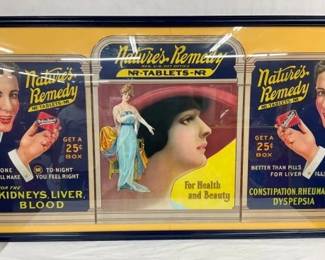 Nature's
Remedy
NR-TABLETS-NR
GET A
25¢
BOX
ONE TO-NIGHT
MAKE YOU FEEL RIGHT
FOR THE
KIDNEYS, LIVER,
BLOOD
Nature's Remedy
NR-TABLETS-NR
For Health
and Beauty
Nature's
Remedy
NR-TABLETS-NR
GET A
25¢
BOX
BETTER THAN PILLS
FOR LIVER
CONSTIPATION, RHEUMA
DYSPEPSIA